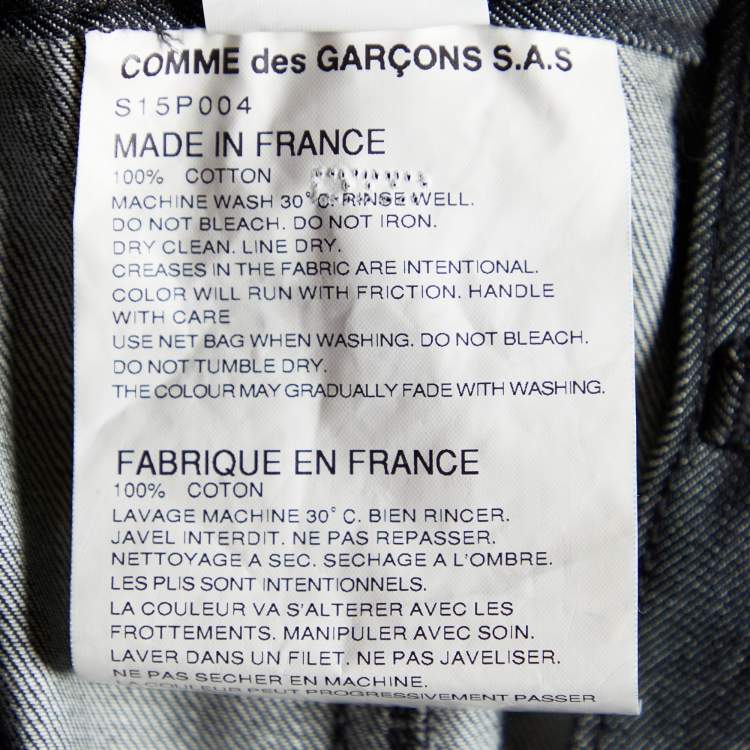 COMME des GARÇONS S.A.S
S15P004
MADE IN FRANCE
100% COTTON
MACHINE WASH 30°C. RINSE WELL.
DO NOT BLEACH. DO NOT IRON.
DRY CLEAN. LINE DRY.
CREASES IN THE FABRIC ARE INTENTIONAL.
COLOR WILL RUN WITH FRICTION. HANDLE
WITH CARE
USE NET BAG WHEN WASHING. DO NOT BLEACH.
DO NOT TUMBLE DRY.
THE COLOUR MAY GRADUALLY FADE WITH WASHING.
FABRIQUE EN FRANCE
100% COTON
LAVAGE MACHINE 30° C. BIEN RINCER.
JAVEL INTERDIT. NE PAS REPASSER.
NETTOYAGE A SEC. SECHAGE A L'OMBRE.
LES PLIS SONT INTENTIONNELS.
LA COULEUR VA S'ALTERER AVEC LES
FROTTEMENTS. MANIPULER AVEC SOIN.
LAVER DANS UN FILET. NE PAS JAVELISER.
NE PAS SECHER EN MACHINE.
LA COULEUR PEUT PROGRESSIVEMENT PASSER